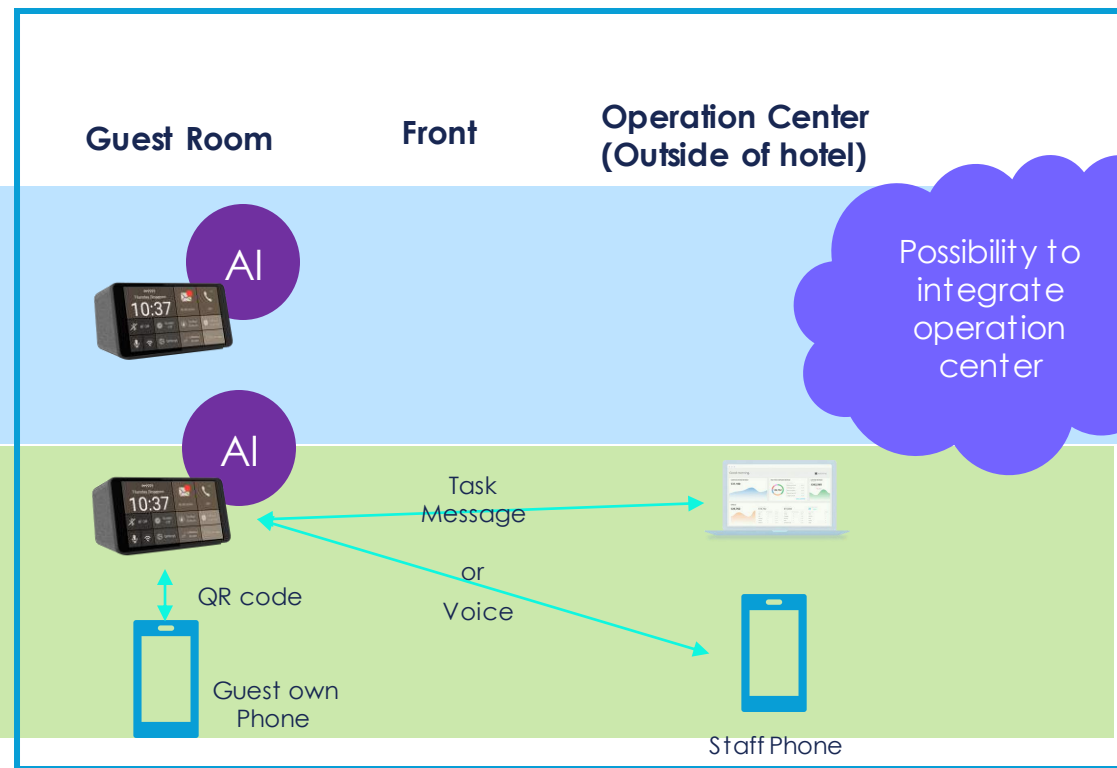 Guest Room
Front
Operation Center
(Outside of hotel)
AI
10:37
Possibility to
integrate
operation
center
AI
10:37
Task
Message
or
Voice
QR code
Guest own
Phone
Staff Phone